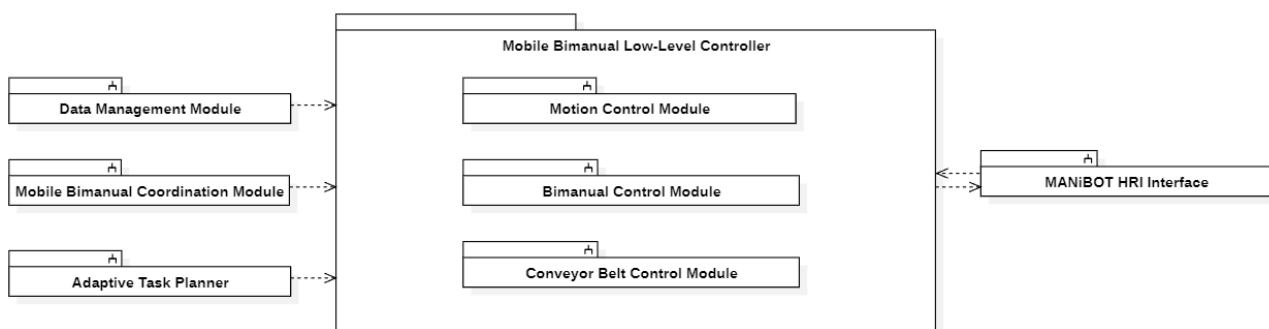 Mobile Bimanual Low-Level Controller
Data Management Module
Motion Control Module
Mobile Bimanual Coordination Module
Bimanual Control Module
MANiBOT HRI Interface
Adaptive Task Planner
Conveyor Belt Control Module